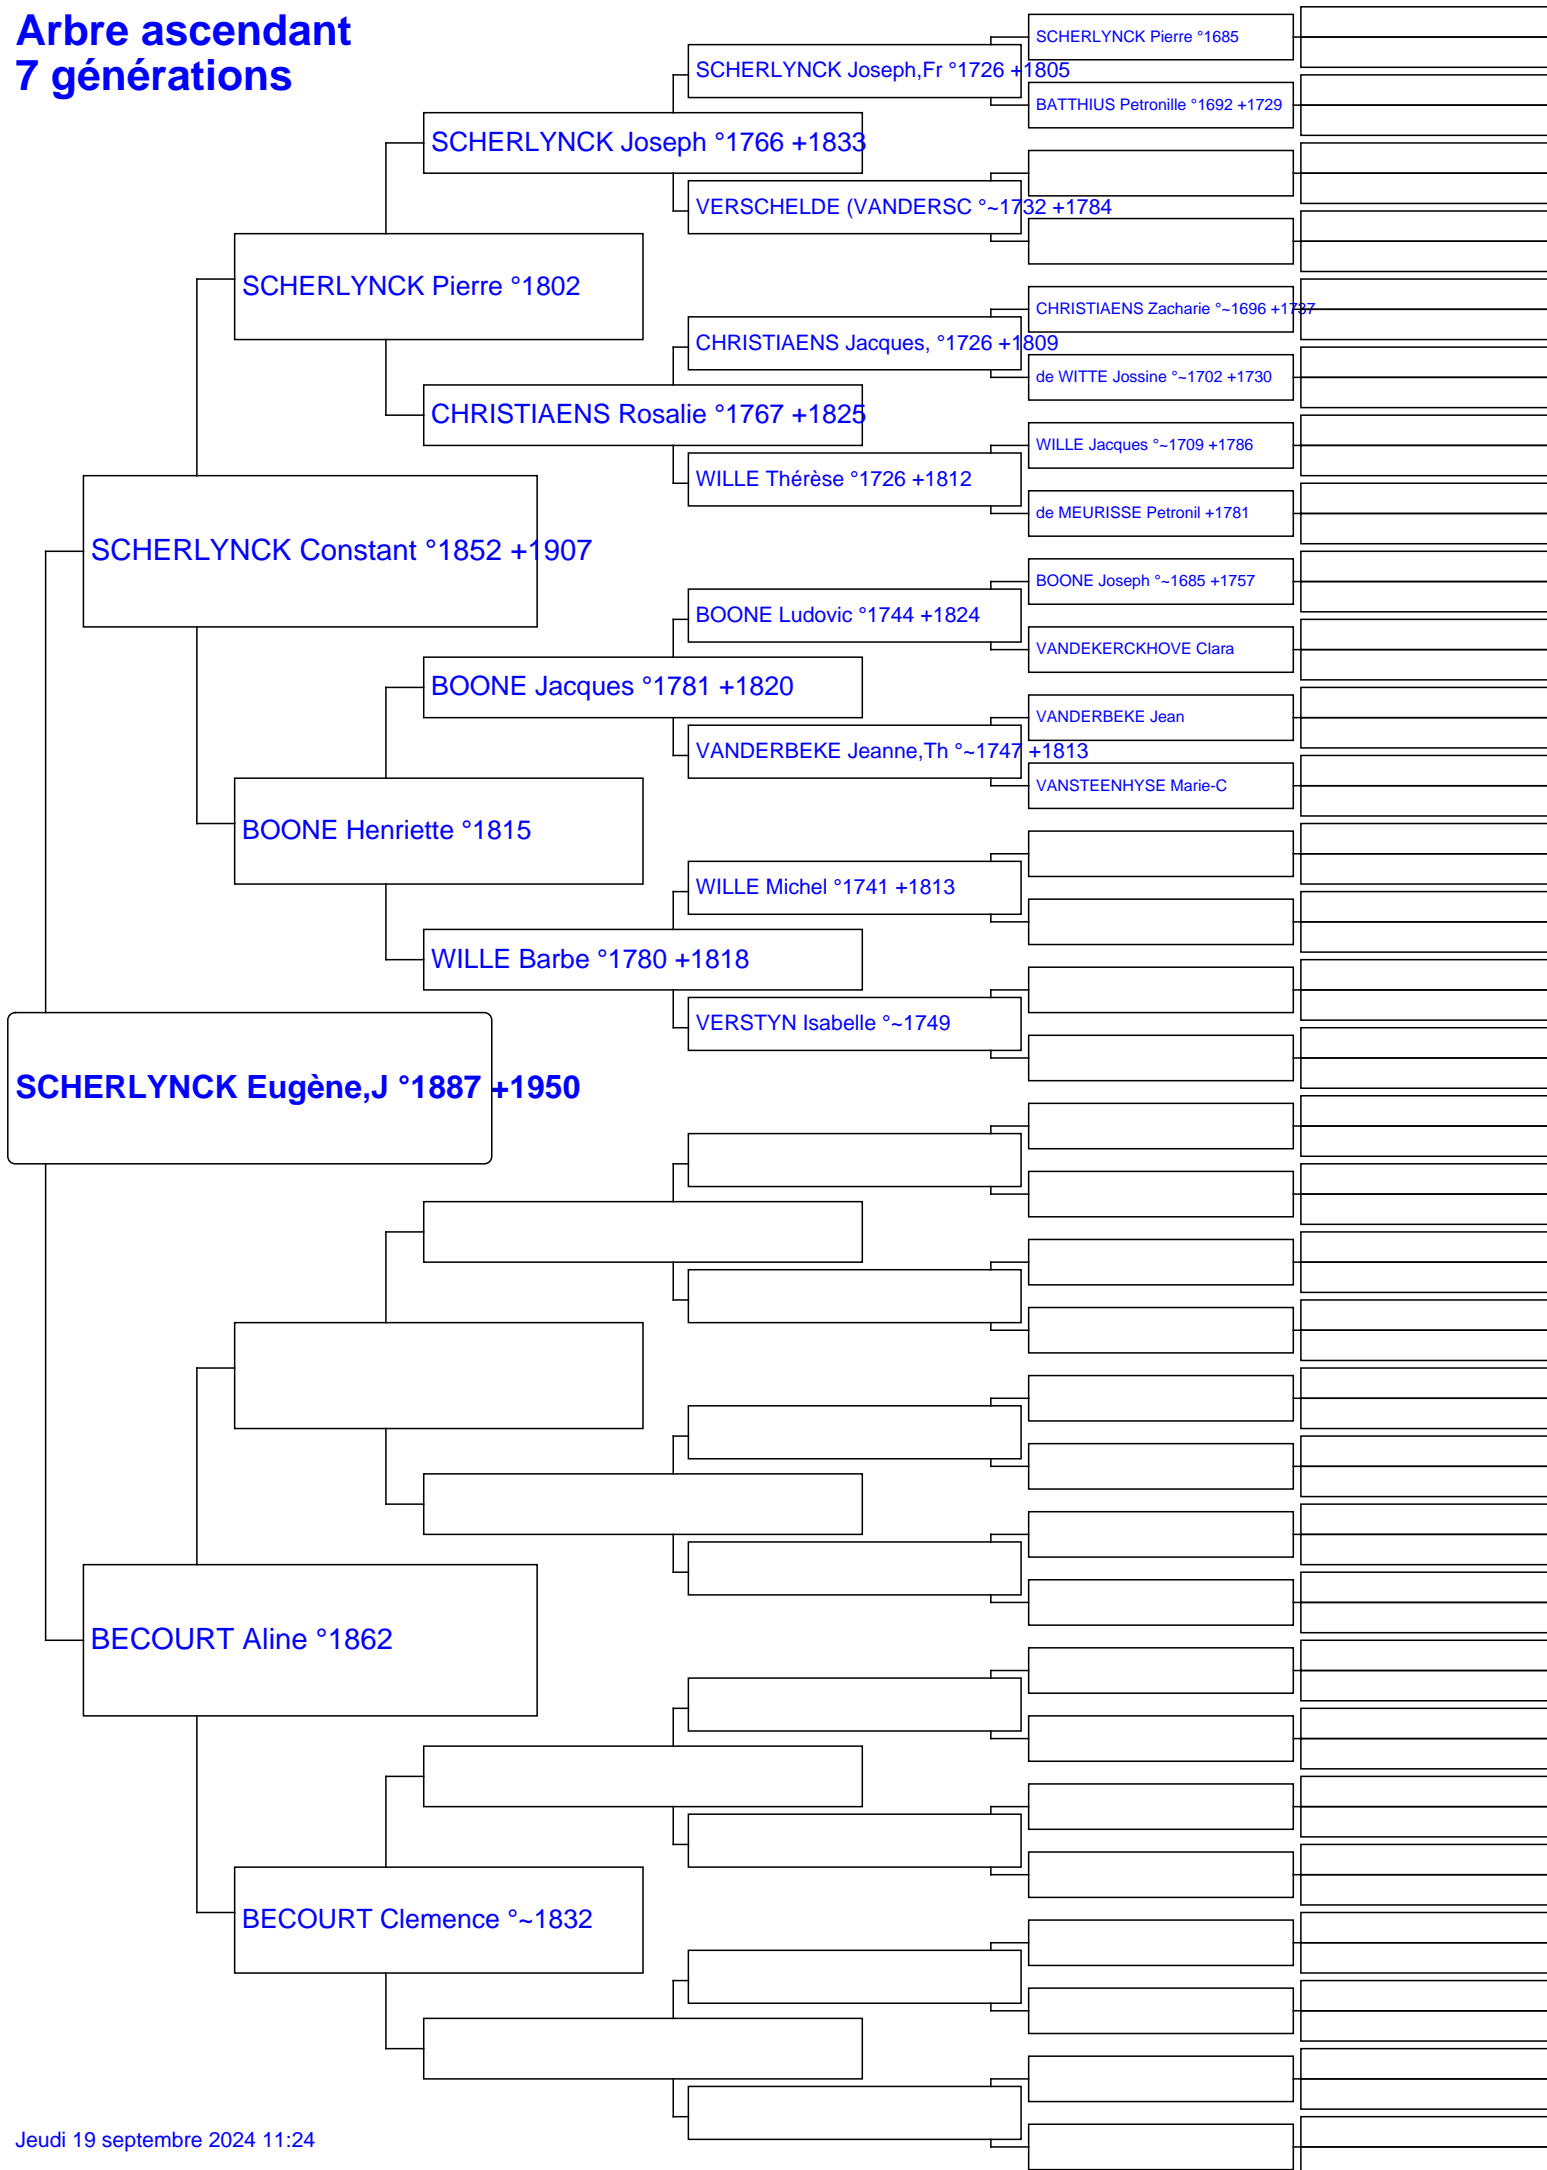 Arbre ascendant
7 générations
SCHERLYNCK Pierre °1685
SCHERLYNCK Joseph,Fr °1726 +1805
BATTHIUS Petronille °1692 +1729
SCHERLYNCK Joseph °1766 +1833
VERSCHELDE (VANDERSC °~1732 +1784
SCHERLYNCK Pierre °1802
CHRISTIAENS Zacharie °~1696 +1737
CHRISTIAENS Jacques, °1726 +1809
de WITTE Jossine °~1702 +1730
CHRISTIAENS Rosalie °1767 +1825
WILLE Jacques °~1709 +1786
WILLE Thérèse °1726 +1812
de MEURISSE Petronil +1781
SCHERLYNCK Constant °1852 +1907
BOONE Joseph °~1685 +1757
BOONE Ludovic °1744 +1824
VANDEKERCKHOVE Clara
BOONE Jacques °1781 +1820
VANDERBEKE Jean
VANDERBEKE Jeanne,Th °~1747 +1813
VANSTEENHYSE Marie-C
BOONE Henriette °1815
WILLE Michel °1741 +1813
WILLE Barbe °1780 +1818
VERSTYN Isabelle °~1749
SCHERLYNCK Eugène,J °1887 +1950
BECOURT Aline °1862
BECOURT Clemence °~1832
Jeudi 19 septembre 2024 11:24